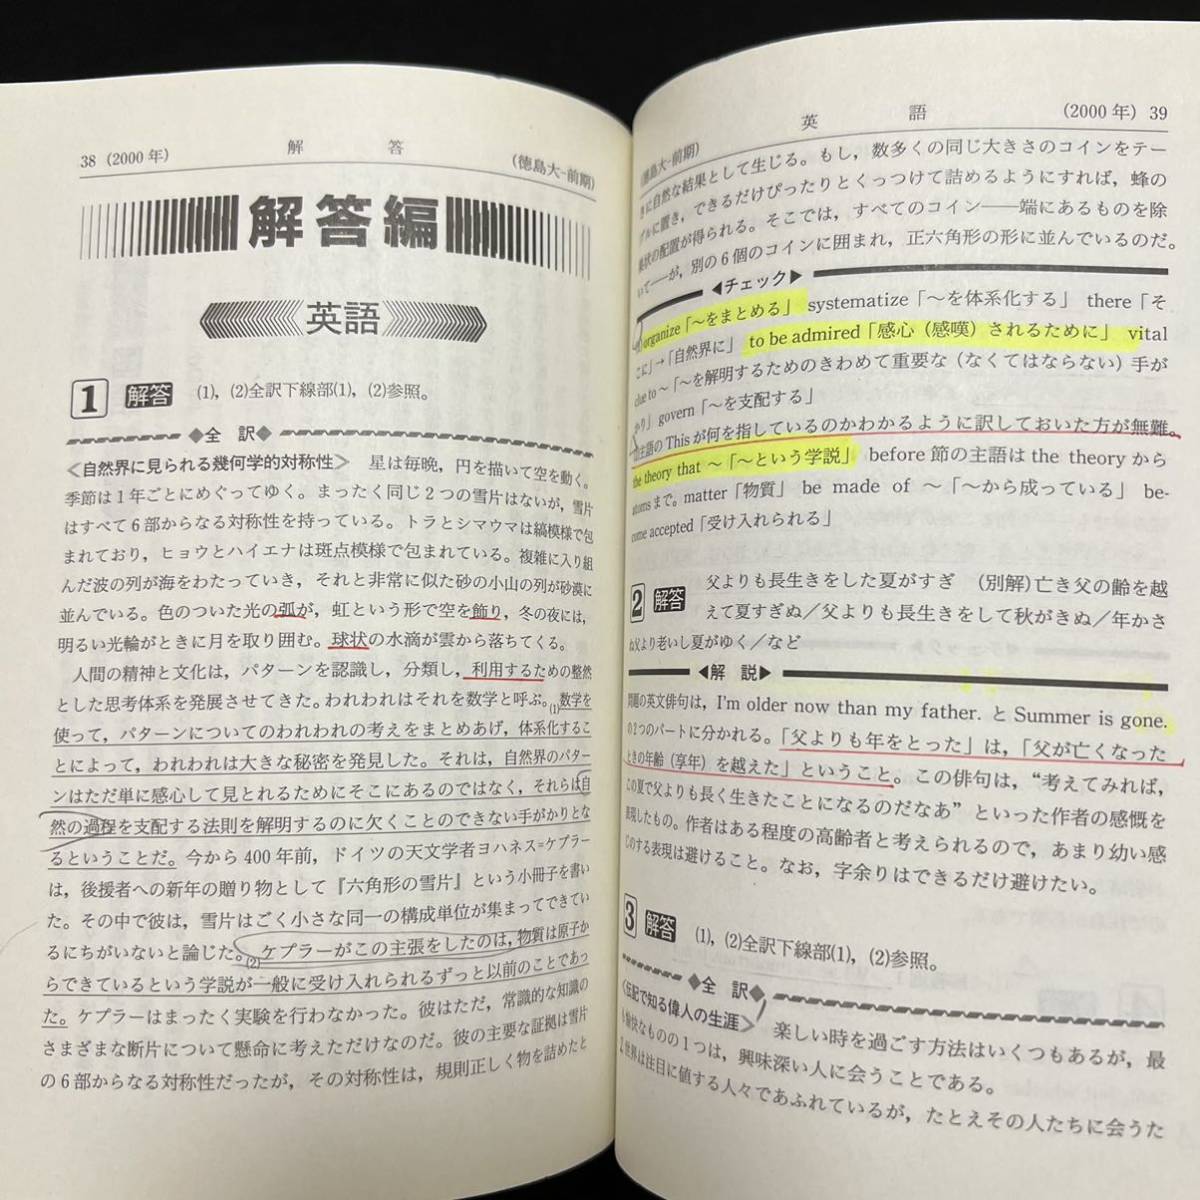 38 (2000年) 解答 (徳島大-前期)
解答編
英語
1 解答 (1), (2)全訳下線部(1), (2)参照。
◆全訳◆
<自然界に見られる幾何学的対称性> 星は毎晩，円を描いて空を動く。
季節は1年ごとにめぐってゆく。まったく同じ2つの雪片はないが，雪片
はすべて6部からなる対称性を持っている。トラとシマウマは縞模様で包
まれており，ヒョウとハイエナは斑点模様で包まれている。複雑に入り組
んだ波の列が海をわたっていき，それと非常に似た砂の小山の列が砂漠に
並んでいる。色のついた光の弧が，虹という形で空を飾り，冬の夜には，
明るい光輪がときに月を取り囲む。球状の水滴が雲から落ちてくる。
人間の精神と文化は，パターンを認識し，分類し，利用するための整然
とした思考体系を発展させてきた。われわれはそれを数学と呼ぶ。(1)数学を
使って，パターンについてのわれわれの考えをまとめあげ，体系化するこ
とによって，われわれは大きな秘密を発見した。それは，自然界のパター
ンはただ単に感心して見とれるためにそこにあるのではなく，それらは自
然の過程を支配する法則を解明するのに欠くことのできない手がかりとな
るということだ。今から400年前，ドイツの天文学者ヨハネス=ケプラー
は，後援者への新年の贈り物として『六角形の雪片』という小冊子を書い
た。その中で彼は，雪片はごく小さな同一の構成単位が集まってできてい
るにちがいないと論じた。(2)ケプラーがこの主張をしたのは，物質は原子か
らできているという学説が一般に受け入れられるずっと以前のことであっ
た。ケプラーはまったく実験を行わなかった。彼はただ，常識的な知識の
さまざまな断片について懸命に考えただけなのだ。彼の主要な証拠は雪片
の6部からなる対称性だったが，その対称性は，規則正しく物を詰めたと
(徳島大-前期) 英語 (2000年) 39
きに自然な結果として生じる。もし，数多くの同じ大きさのコインをテー
ブルに置き，できるだけぴったりとくっつけて詰めるようにすれば，蜂の
巣状の配置が得られる。そこでは，すべてのコイン——端にあるものを除
いて——が，別の6個のコインに囲まれ，正六角形の形に並んでいるのだ。
◀チェック▶
organize「～をまとめる」 systematize「～を体系化する」 there「そ
こに」→「自然界に」 to be admired「感心（感嘆）されるために」 vital
clue to ～「～を解明するためのきわめて重要な（なくてはならない）手が
かり」 govern「～を支配する」
主語のThisが何を指しているのかわかるように訳しておいた方が無難。
the theory that ～「～という学説」 before 節の主語は the theory から
atoms まで。matter「物質」 be made of ～「～から成っている」 be-
come accepted「受け入れられる」
2 解答 父よりも長生きをした夏がすぎ （別解）亡き父の齢を越
えて夏すぎぬ／父よりも長生きをして秋がきぬ／年かさ
ね父より老いし夏がゆく／など
◀解説▶
問題の英文俳句は，I'm older now than my father. と Summer is gone.
の2つのパートに分かれる。「父よりも年をとった」は，「父が亡くなった
ときの年齢（享年）を越えた」ということ。この俳句は，“考えてみれば，
この夏で父よりも長く生きたことになるのだなあ”といった作者の感慨を
表現したもの。作者はある程度の高齢者と考えられるので，あまり幼い感
じのする表現は避けること。なお，字余りはできるだけ避けたい。
3 解答 (1), (2)全訳下線部(1), (2)参照。
◆全訳◆
<伝記で知る偉人の生涯> 楽しい時を過ごす方法はいくつもあるが，最
も愉快なものの1つは，興味深い人に会うことである。
世界は注目に値する人々であふれているが，たとえその人たちに会うた